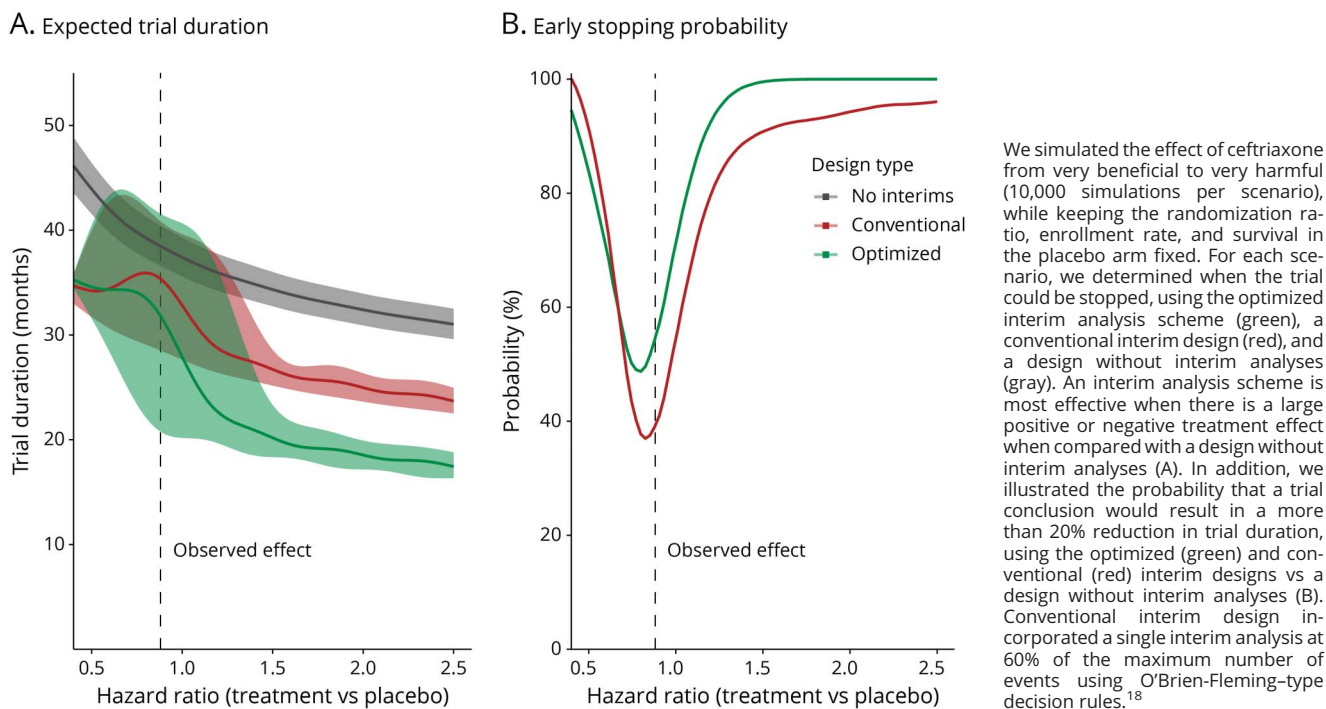 A. Expected trial duration
50
40
30
20
10
Trial duration (months)
Observed effect
0.5 1.0 1.5 2.0 2.5
Hazard ratio (treatment vs placebo)
B. Early stopping probability
100
80
60
40
20
0
Probability (%)
Design type
No interims
Conventional
Optimized
Observed effect
0.5 1.0 1.5 2.0 2.5
Hazard ratio (treatment vs placebo)
We simulated the effect of ceftriaxone
from very beneficial to very harmful
(10,000 simulations per scenario),
while keeping the randomization ra-
tio, enrollment rate, and survival in
the placebo arm fixed. For each sce-
nario, we determined when the trial
could be stopped, using the optimized
interim analysis scheme (green), a
conventional interim design (red), and
a design without interim analyses
(gray). An interim analysis scheme is
most effective when there is a large
positive or negative treatment effect
when compared with a design without
interim analyses (A). In addition, we
illustrated the probability that a trial
conclusion would result in a more
than 20% reduction in trial duration,
using the optimized (green) and con-
ventional (red) interim designs vs a
design without interim analyses (B).
Conventional interim design in-
corporated a single interim analysis at
60% of the maximum number of
events using O'Brien-Fleming–type
decision rules.18